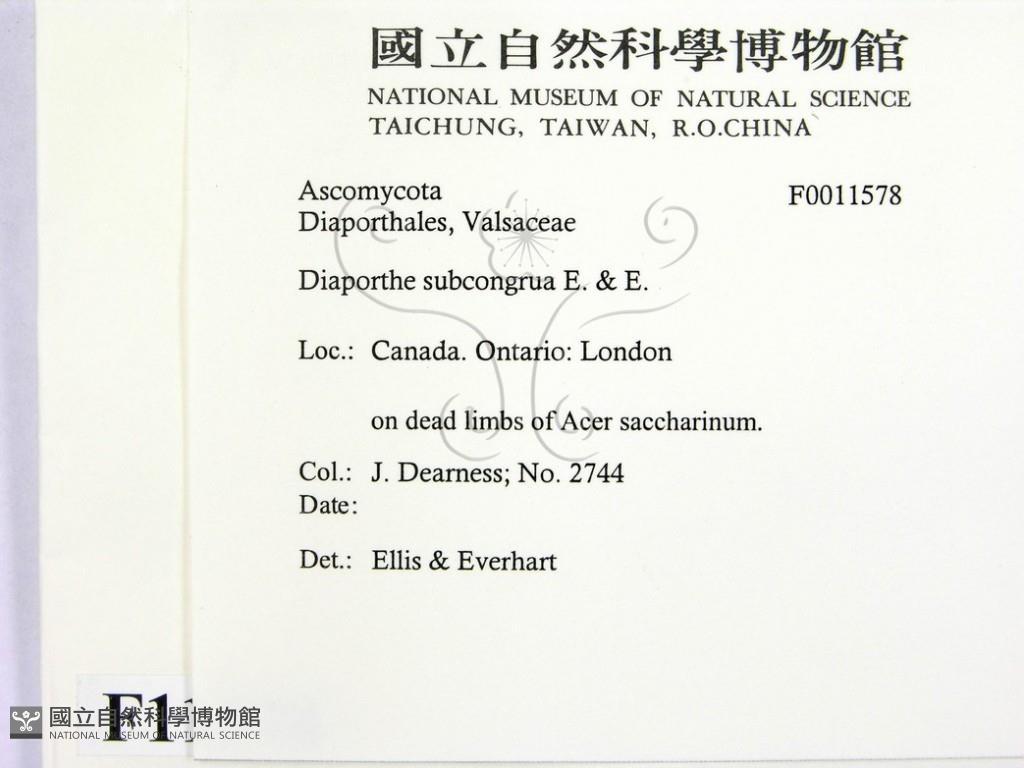 國立自然科學博物館
NATIONAL MUSEUM OF NATURAL SCIENCE
TAICHUNG, TAIWAN, R.O.CHINA
Ascomycota F0011578
Diaporthales, Valsaceae
Diaporthe subcongrua E. & E.
Loc.: Canada. Ontario: London
on dead limbs of Acer saccharinum.
Col.: J. Dearness; No. 2744
Date:
Det.: Ellis & Everhart
F11
國立自然科學博物館
NATIONAL MUSEUM OF NATURAL SCIENCE